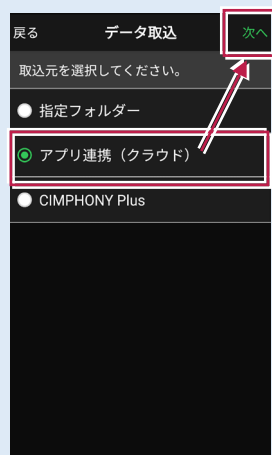 戻る データ取込 次へ
取込元を選択してください。
指定フォルダー
アプリ連携（クラウド）
CIMPHONY Plus